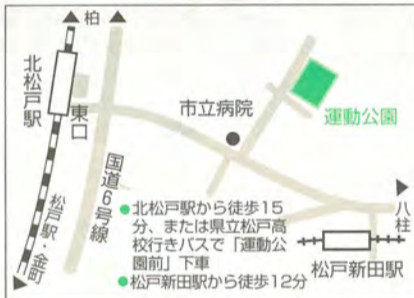 柏
北松戸駅
東口
市立病院
運動公園
国道6号線
松戸駅・金町
八柱
松戸新田駅
●北松戸駅から徒歩15
分、または県立松戸高
校行きバスで「運動公
園前」下車
●松戸新田駅から徒歩12分